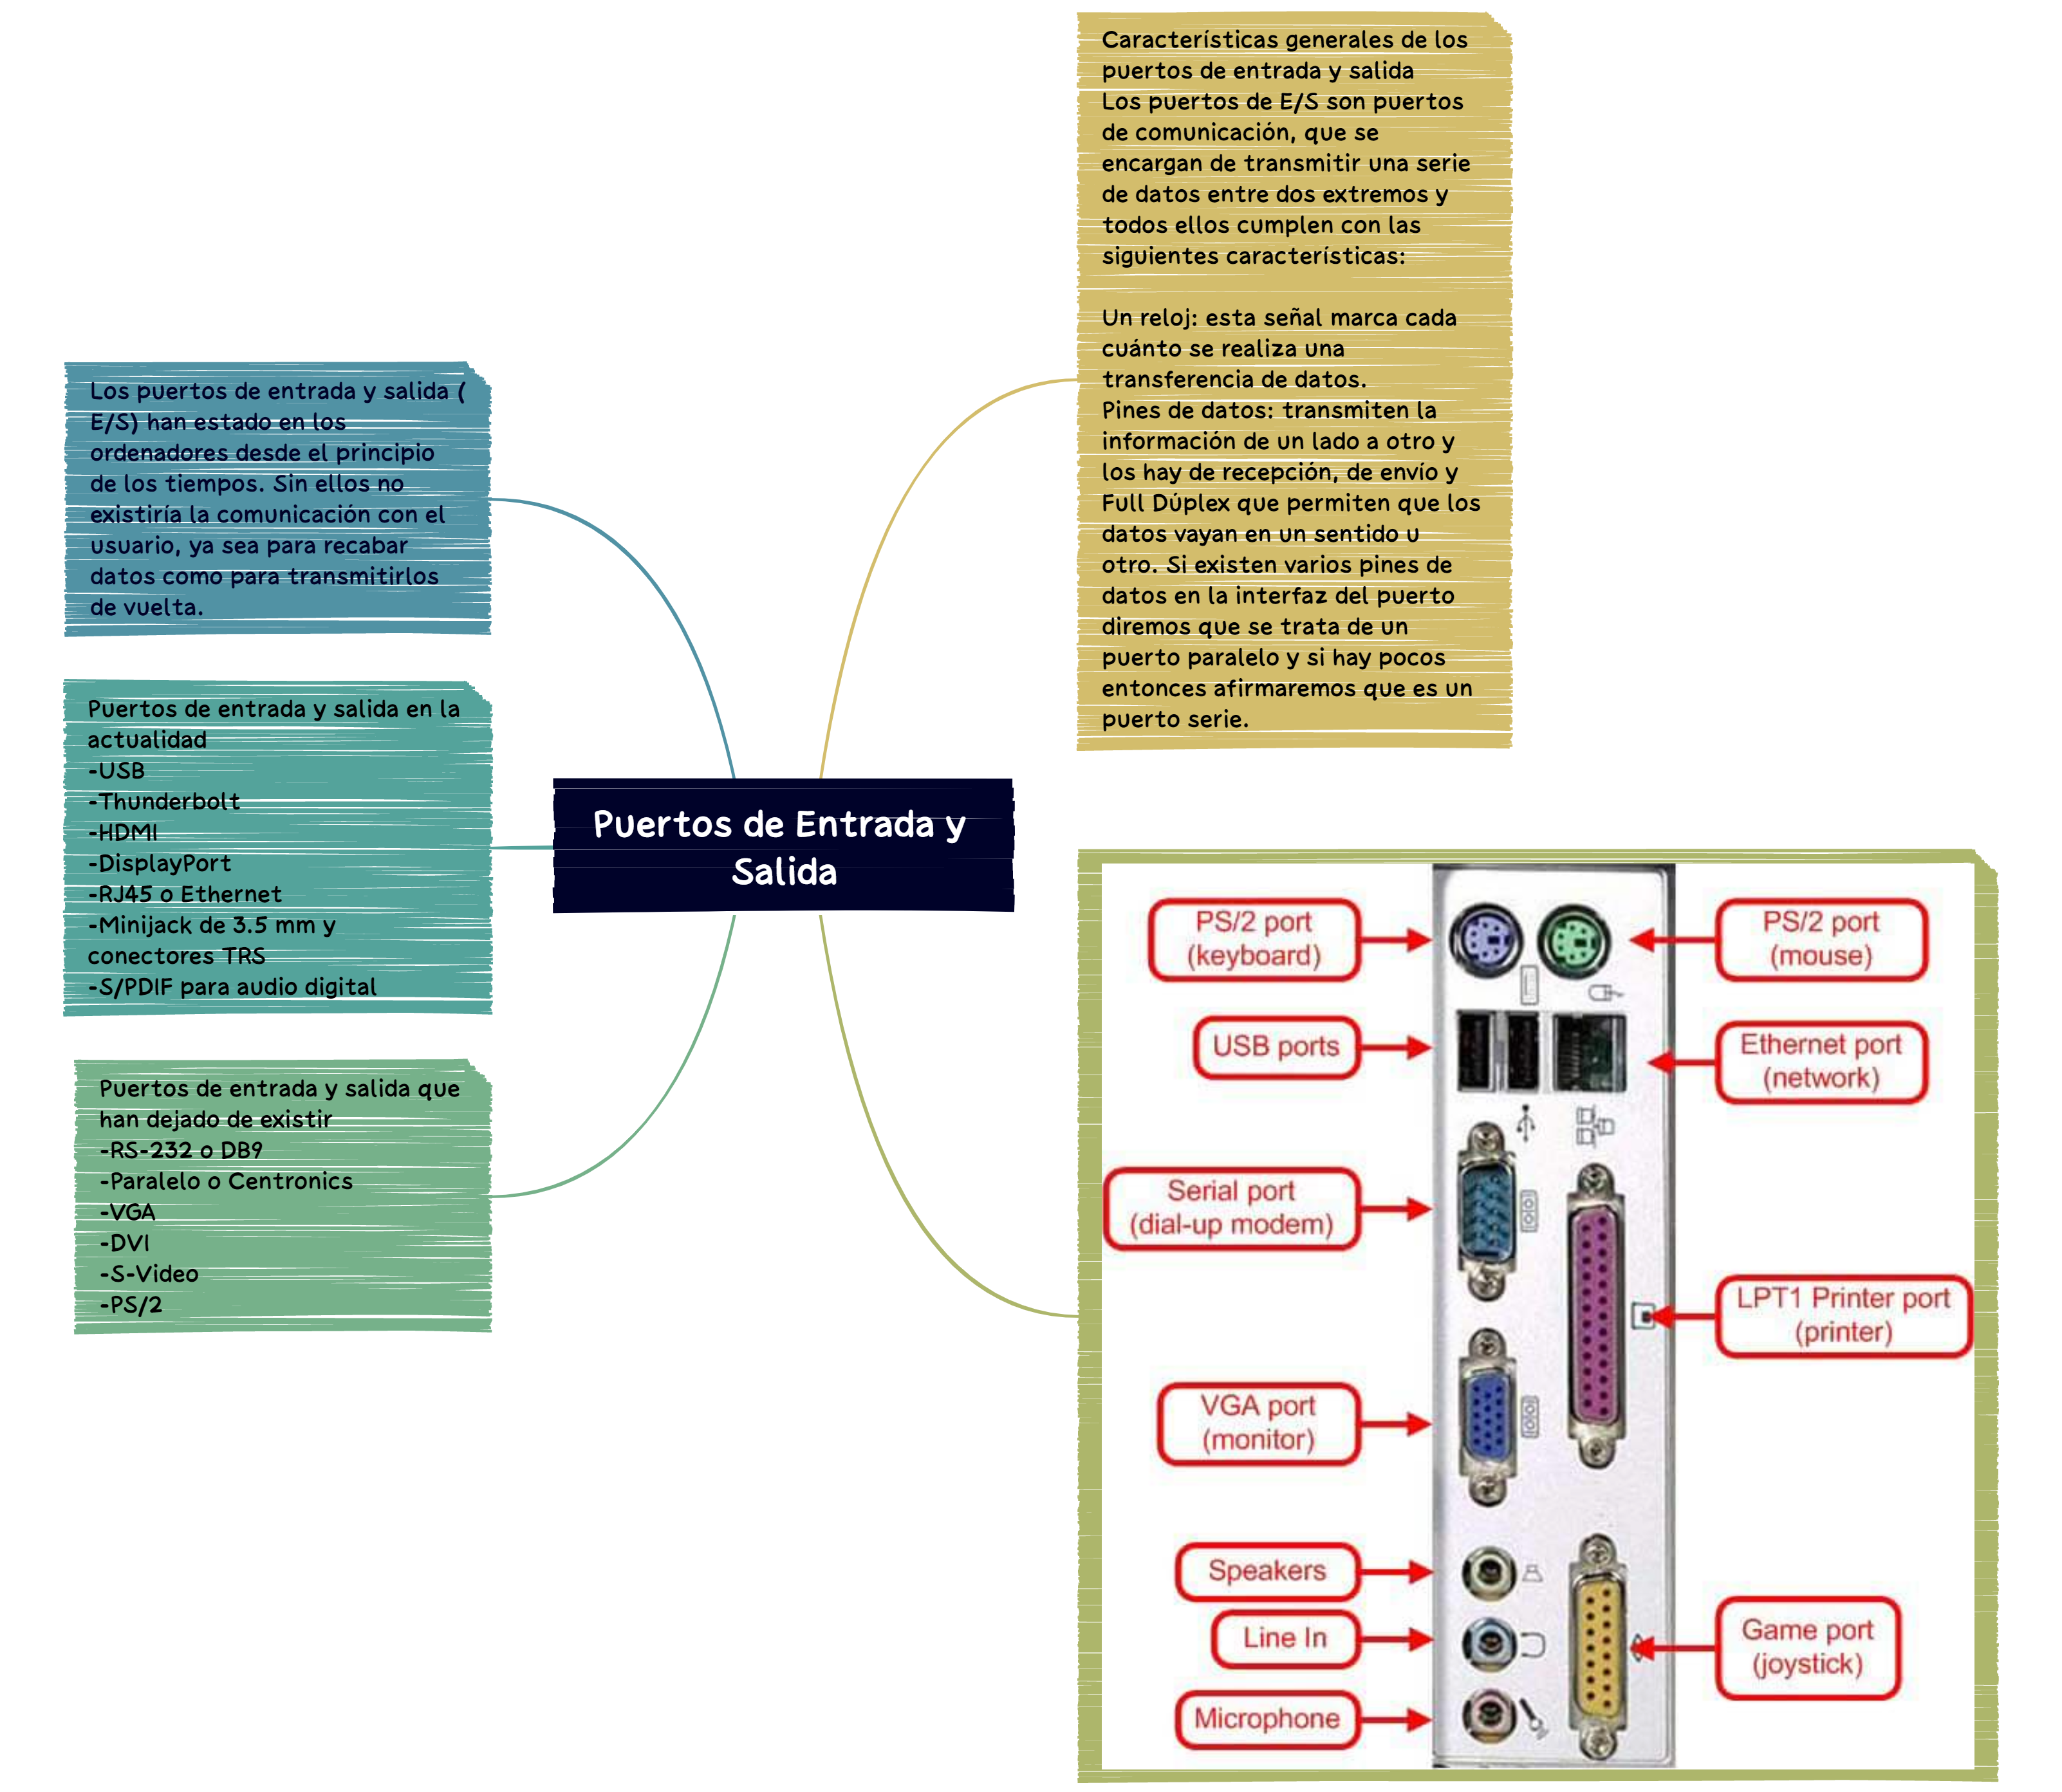 Puertos de Entrada y
Salida
Los puertos de entrada y salida (
E/S) han estado en los
ordenadores desde el principio
de los tiempos. Sin ellos no
existiría la comunicación con el
usuario, ya sea para recabar
datos como para transmitirlos
de vuelta.
Puertos de entrada y salida en la
actualidad
-USB
-Thunderbolt
-HDMI
-DisplayPort
-RJ45 o Ethernet
-Minijack de 3.5 mm y
conectores TRS
-S/PDIF para audio digital
Puertos de entrada y salida que
han dejado de existir
-RS-232 o DB9
-Paralelo o Centronics
-VGA
-DVI
-S-Video
-PS/2
Características generales de los
puertos de entrada y salida
Los puertos de E/S son puertos
de comunicación, que se
encargan de transmitir una serie
de datos entre dos extremos y
todos ellos cumplen con las
siguientes características:
Un reloj: esta señal marca cada
cuánto se realiza una
transferencia de datos.
Pines de datos: transmiten la
información de un lado a otro y
los hay de recepción, de envío y
Full Dúplex que permiten que los
datos vayan en un sentido u
otro. Si existen varios pines de
datos en la interfaz del puerto
diremos que se trata de un
puerto paralelo y si hay pocos
entonces afirmaremos que es un
puerto serie.
PS/2 port
(keyboard)
PS/2 port
(mouse)
USB ports
Ethernet port
(network)
Serial port
(dial-up modem)
LPT1 Printer port
(printer)
VGA port
(monitor)
Speakers
Line In
Game port
(joystick)
Microphone